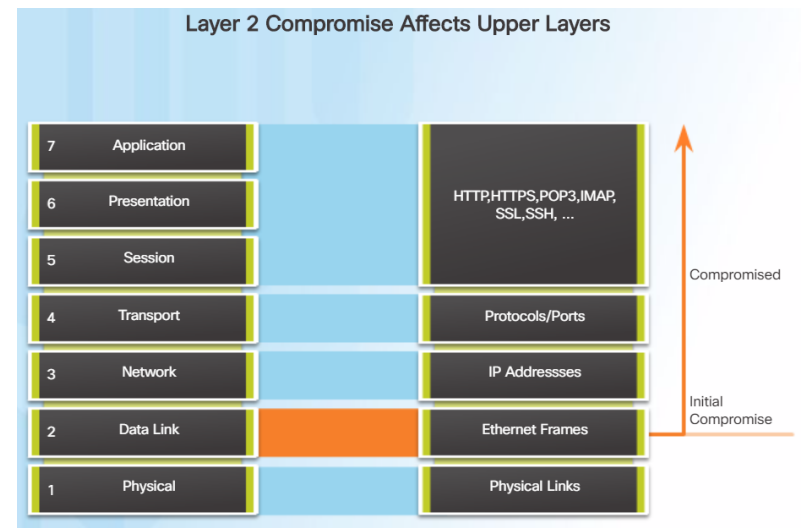 Layer 2 Compromise Affects Upper Layers
7 Application
6 Presentation
HTTP,HTTPS,POP3,IMAP,
SSL,SSH, ...
5 Session
Compromised
4 Transport
Protocols/Ports
3 Network
IP Addressses
Initial
Compromise
2 Data Link
Ethernet Frames
1 Physical
Physical Links